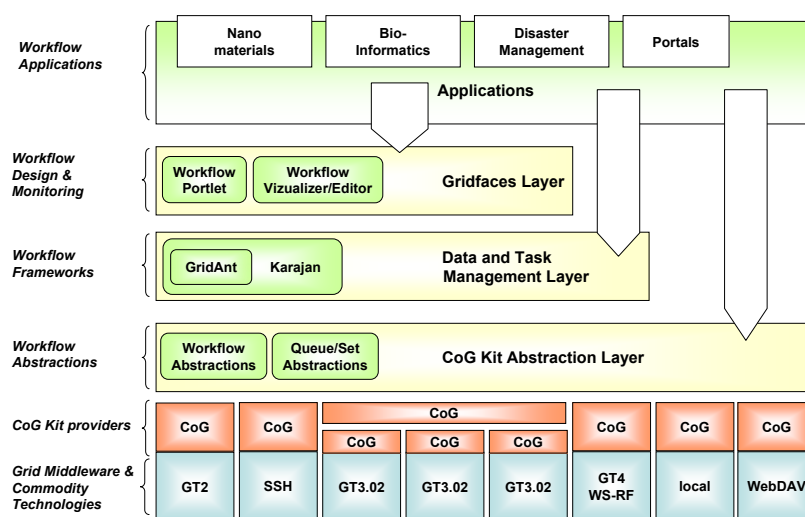 Workflow
Applications
Nano
materials
Bio-
Informatics
Disaster
Management
Portals
Applications
Workflow
Design &
Monitoring
Workflow
Portlet
Workflow
Vizualizer/Editor
Gridfaces Layer
Workflow
Frameworks
GridAnt
Karajan
Data and Task
Management Layer
Workflow
Abstractions
Workflow
Abstractions
Queue/Set
Abstractions
CoG Kit Abstraction Layer
CoG Kit providers
CoG
CoG
CoG
CoG
CoG
CoG
CoG
CoG
CoG
Grid Middleware &
Commodity
Technologies
GT2
SSH
GT3.02
GT3.02
GT3.02
GT4
WS-RF
local
WebDAV